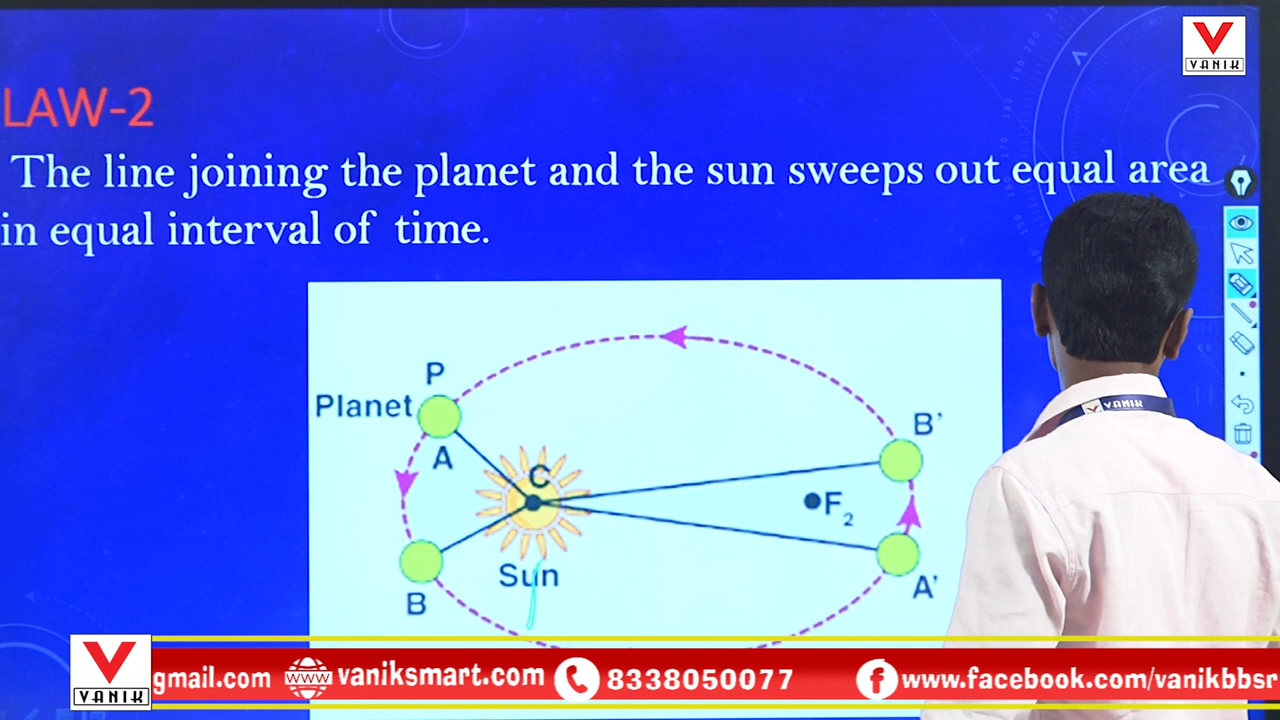 VANIK
LAW-2
The line joining the planet and the sun sweeps out equal area
in equal interval of time.
P
Planet
A
C
B'
F2
Sun
B
A'
VANIK
VANIK
gmail.com
www
vaniksmart.com
8338050077
f
www.facebook.com/vanikbbsr